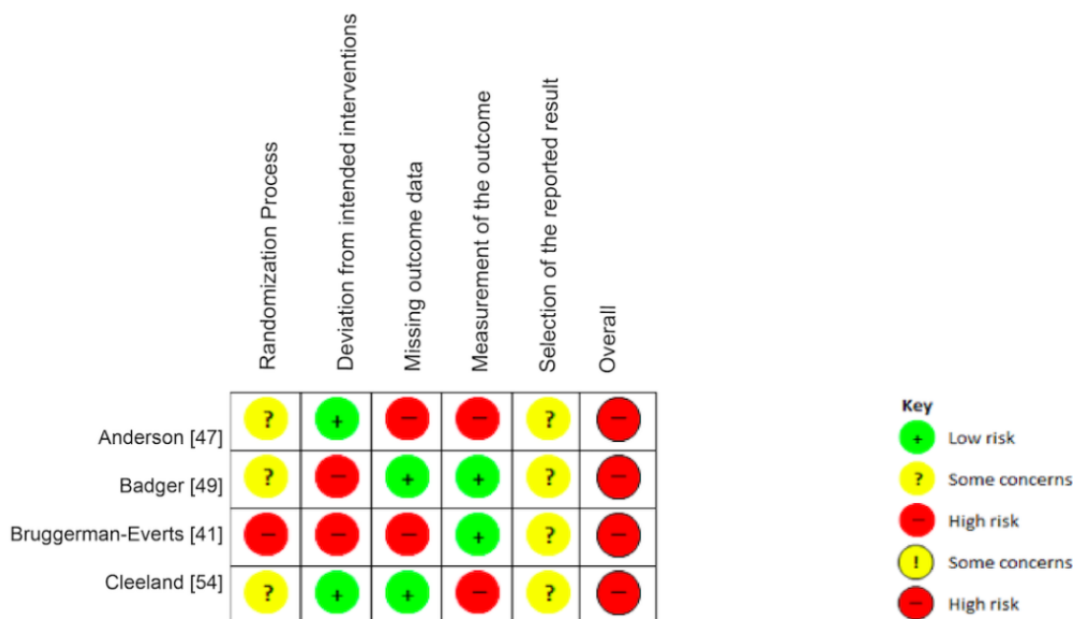 Randomization Process
Deviation from intended interventions
Missing outcome data
Measurement of the outcome
Selection of the reported result
Overall
Anderson [47] ? + − − ? −
Badger [49] ? − + + ? −
Bruggerman-Everts [41] − − − + ? −
Cleeland [54] ? + + − ? −
Key
+ Low risk
? Some concerns
− High risk
! Some concerns
− High risk